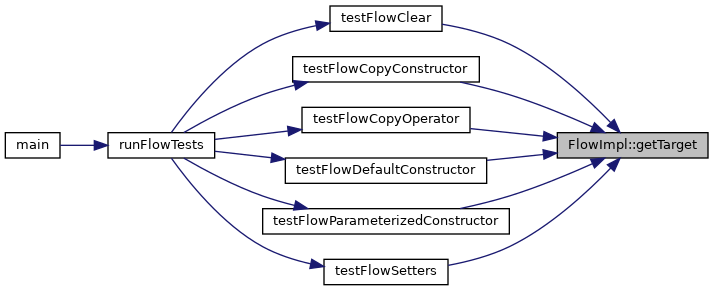 testFlowClear
testFlowCopyConstructor
testFlowCopyOperator
main
runFlowTests
FlowImpl::getTarget
testFlowDefaultConstructor
testFlowParameterizedConstructor
testFlowSetters